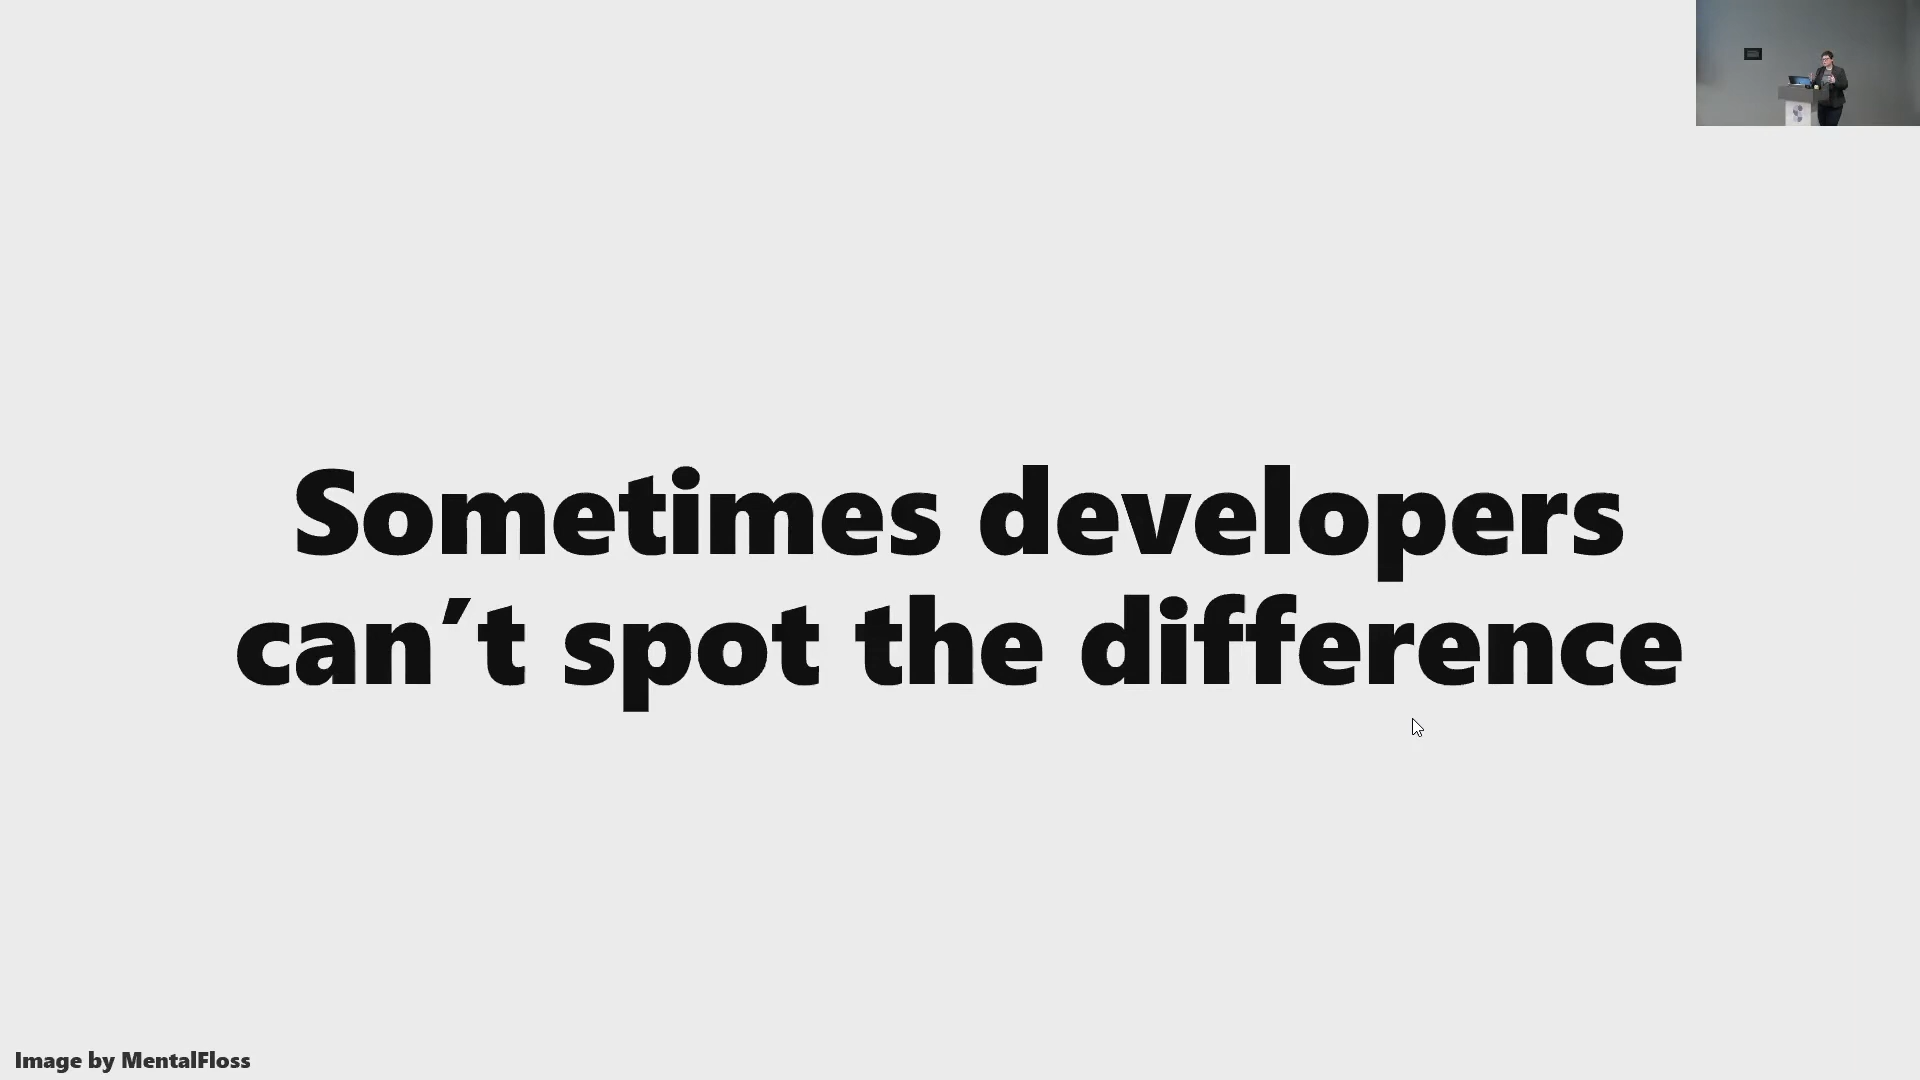 Sometimes developers
can′t spot the difference
Image by MentalFloss